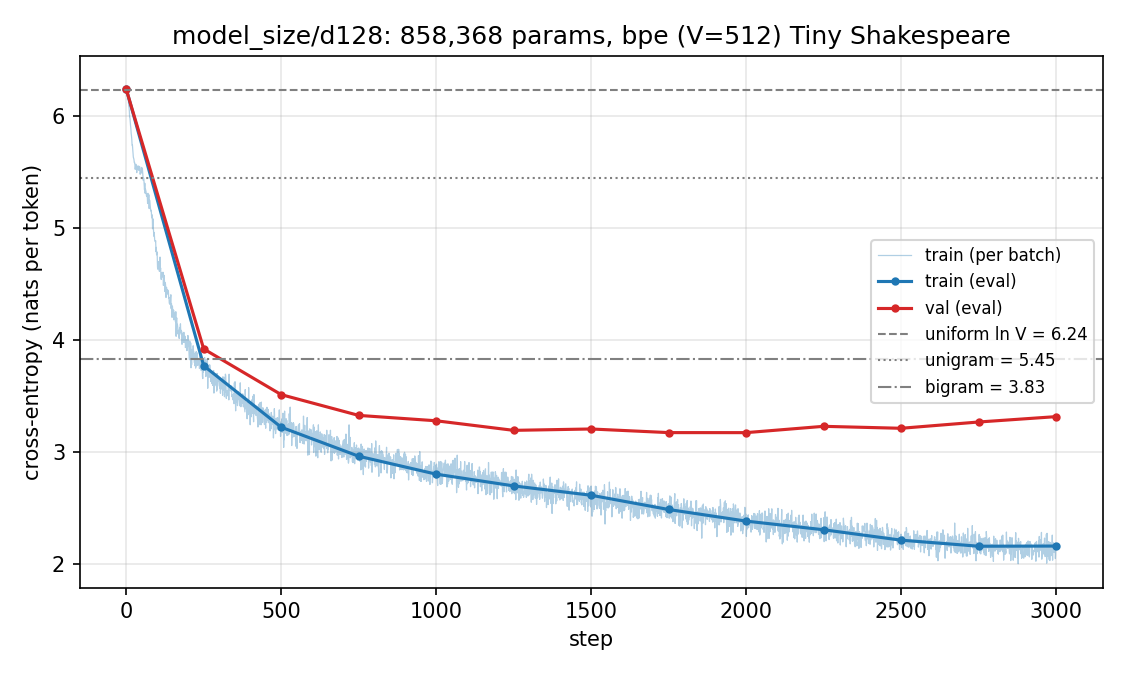 model_size/d128: 858,368 params, bpe (V=512) Tiny Shakespeare
cross-entropy (nats per token)
6
5
4
3
2
train (per batch)
train (eval)
val (eval)
uniform ln V = 6.24
unigram = 5.45
bigram = 3.83
0 500 1000 1500 2000 2500 3000
step